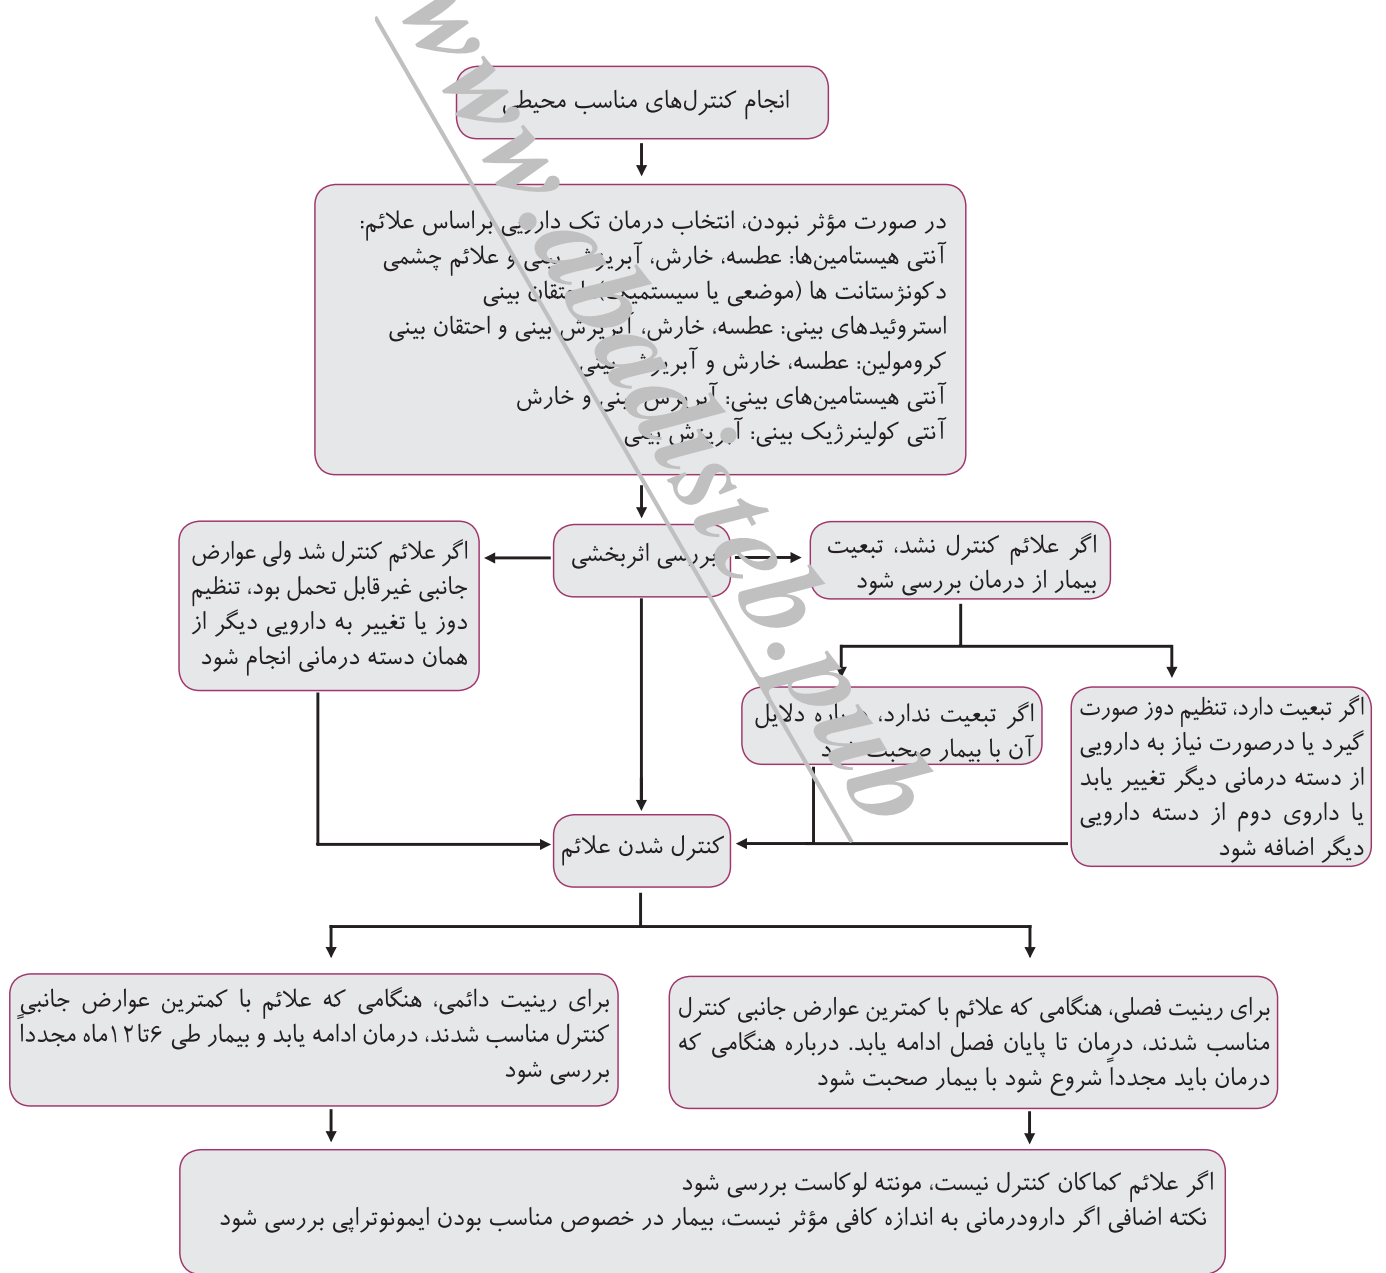 انجام کنترل‌های مناسب محیطی
در صورت مؤثر نبودن، انتخاب درمان تک دارویی براساس علائم:
آنتی هیستامین‌ها: عطسه، خارش، آبریزش بینی و علائم چشمی
دکونژستانت ها (موضعی یا سیستمیک): احتقان بینی
استروئیدهای بینی: عطسه، خارش، آبریزش بینی و احتقان بینی
کرومولین: عطسه، خارش و آبریزش بینی
آنتی هیستامین‌های بینی: آبریزش بینی و خارش
آنتی کولینرژیک بینی: آبریزش بینی
اگر علائم کنترل نشد، تبعیت
بیمار از درمان بررسی شود
بررسی اثربخشی
اگر علائم کنترل شد ولی عوارض
جانبی غیرقابل تحمل بود، تنظیم
دوز یا تغییر به دارویی دیگر از
همان دسته درمانی انجام شود
اگر تبعیت دارد، تنظیم دوز صورت
گیرد یا درصورت نیاز به دارویی
از دسته درمانی دیگر تغییر یابد
یا داروی دوم از دسته دارویی
دیگر اضافه شود
اگر تبعیت ندارد، درباره دلایل
آن با بیمار صحبت شود
کنترل شدن علائم
برای رینیت فصلی، هنگامی که علائم با کمترین عوارض جانبی کنترل
مناسب شدند، درمان تا پایان فصل ادامه یابد. درباره هنگامی که
درمان باید مجدداً شروع شود با بیمار صحبت شود
برای رینیت دائمی، هنگامی که علائم با کمترین عوارض جانبی
کنترل مناسب شدند، درمان ادامه یابد و بیمار طی ۶تا۱۲ماه مجدداً
بررسی شود
اگر علائم کماکان کنترل نیست، مونته لوکاست بررسی شود
نکته اضافی اگر دارودرمانی به اندازه کافی مؤثر نیست، بیمار در خصوص مناسب بودن ایمونوتراپی بررسی شود